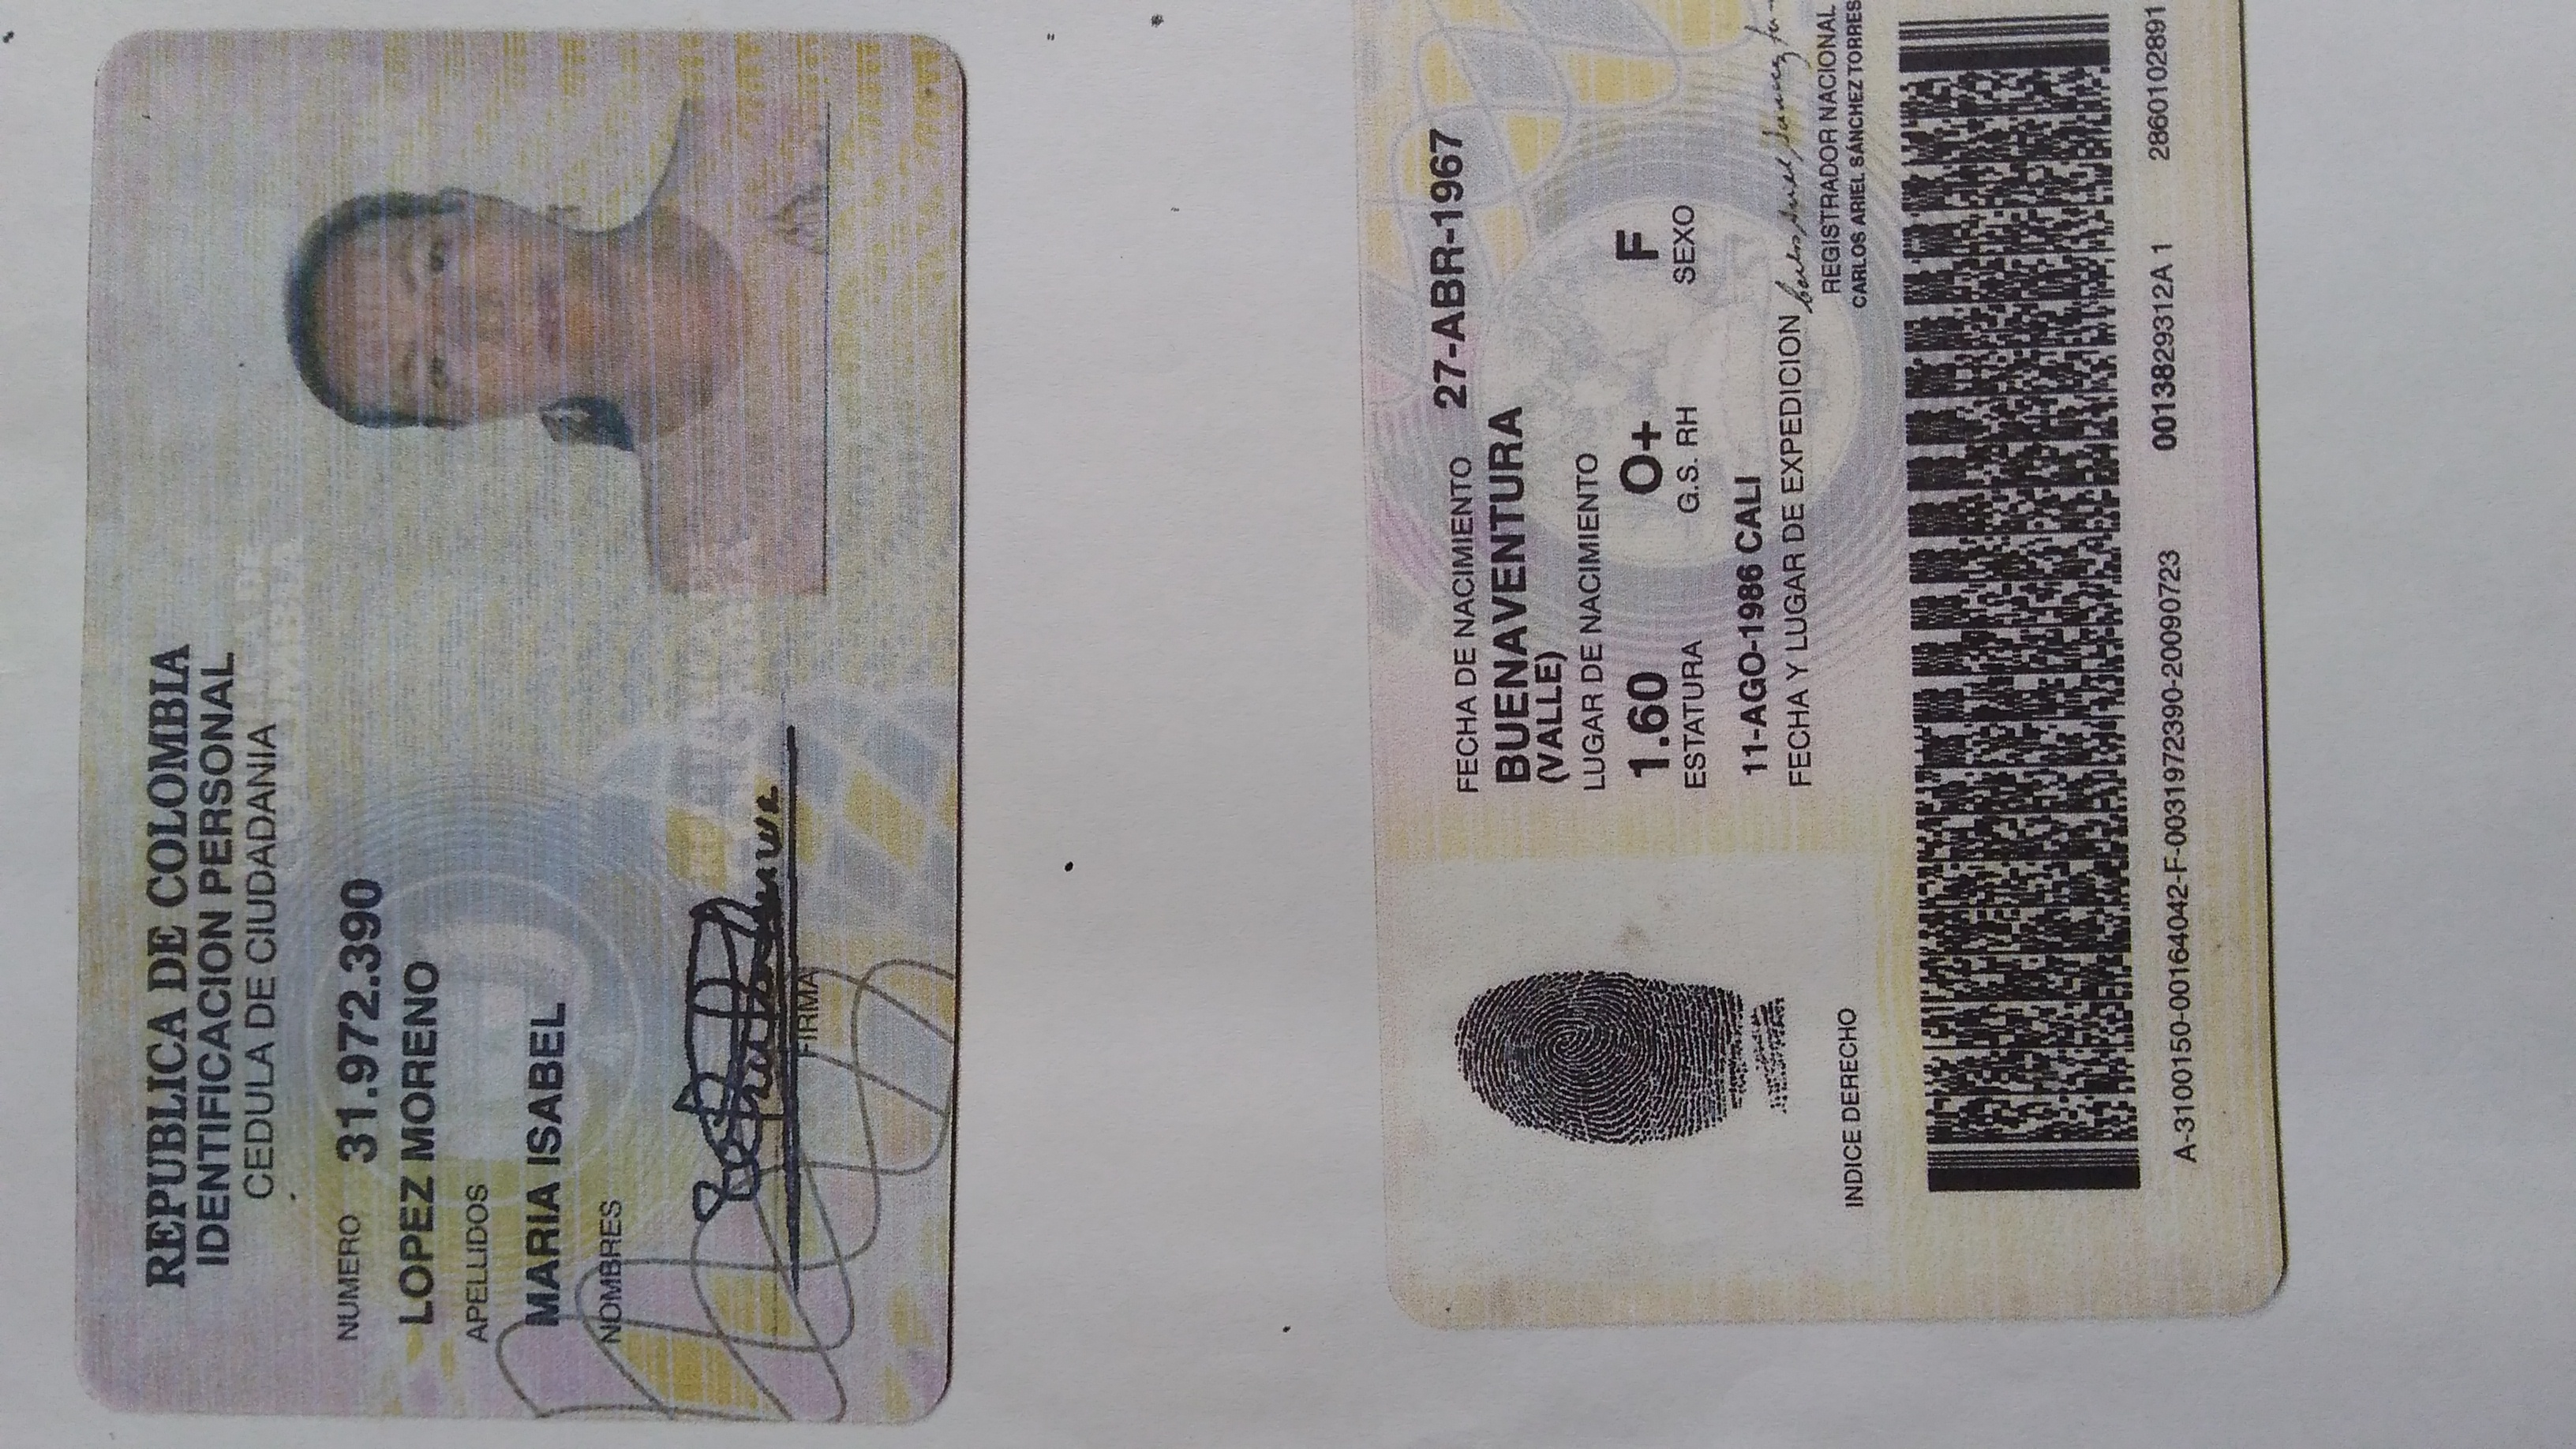 REPUBLICA DE COLOMBIA
IDENTIFICACION PERSONAL
CEDULA DE CIUDADANIA
NUMERO 31.972.390
LOPEZ MORENO
APELLIDOS
MARIA ISABEL
NOMBRES
FIRMA
FECHA DE NACIMIENTO 27-ABR-1967
BUENAVENTURA
(VALLE)
LUGAR DE NACIMIENTO
1.60 O+ F
ESTATURA G.S. RH SEXO
11-AGO-1986 CALI
FECHA Y LUGAR DE EXPEDICION
REGISTRADOR NACIONAL
CARLOS ARIEL SÁNCHEZ TORRES
INDICE DERECHO
A-3100150-00164042-F-0031972390-20090723 0013829312A 1 2860102891